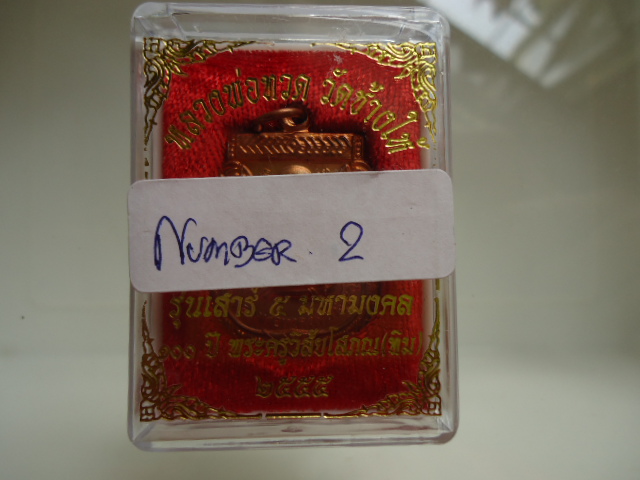 หลวงพ่อทวด วัดช้างให้
NUMBER. 2
รุ่นเสาร์ ๕ มหามงคล
๑๐๐ ปี พระครูวิสัยโสภณ(ทิม)
๒๕๕๕